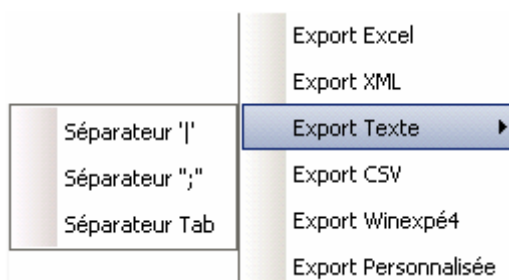 Export Excel
Export XML
Export Texte
Export CSV
Export Winexpé4
Export Personnalisée
Séparateur '|'
Séparateur ";"
Séparateur Tab